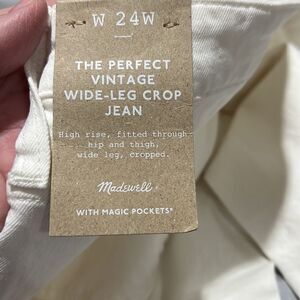 W 24W
THE PERFECT
VINTAGE
WIDE-LEG CROP
JEAN
High rise, fitted through
hip and thigh,
wide leg, cropped.
Madewell
WITH MAGIC POCKETS*